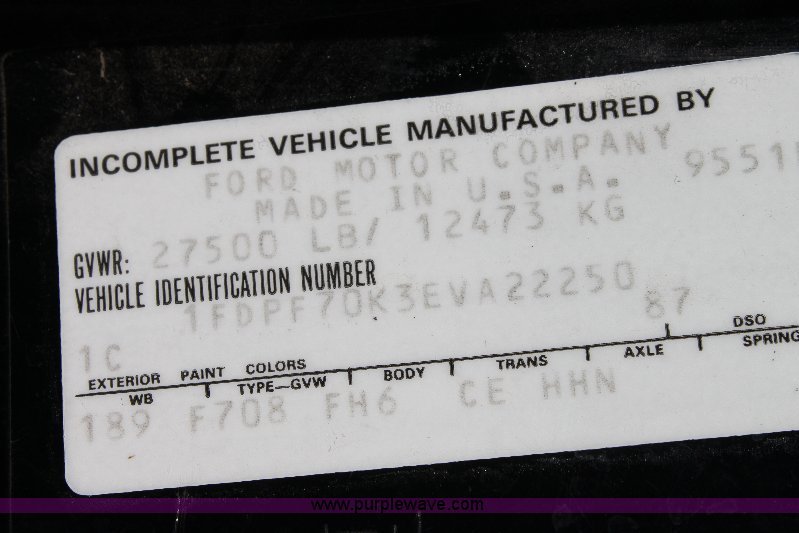 INCOMPLETE VEHICLE MANUFACTURED BY
FORD MOTOR COMPANY
MADE IN U.S.A. 9551
GVWR: 27500 LB/ 12473 KG
VEHICLE IDENTIFICATION NUMBER
1FDPF70K3EVA22250
87
1C
EXTERIOR PAINT COLORS DSO
WB TYPE—GVW BODY TRANS AXLE SPRING
189 F708 FH6 CE HHN
www.purplewave.com